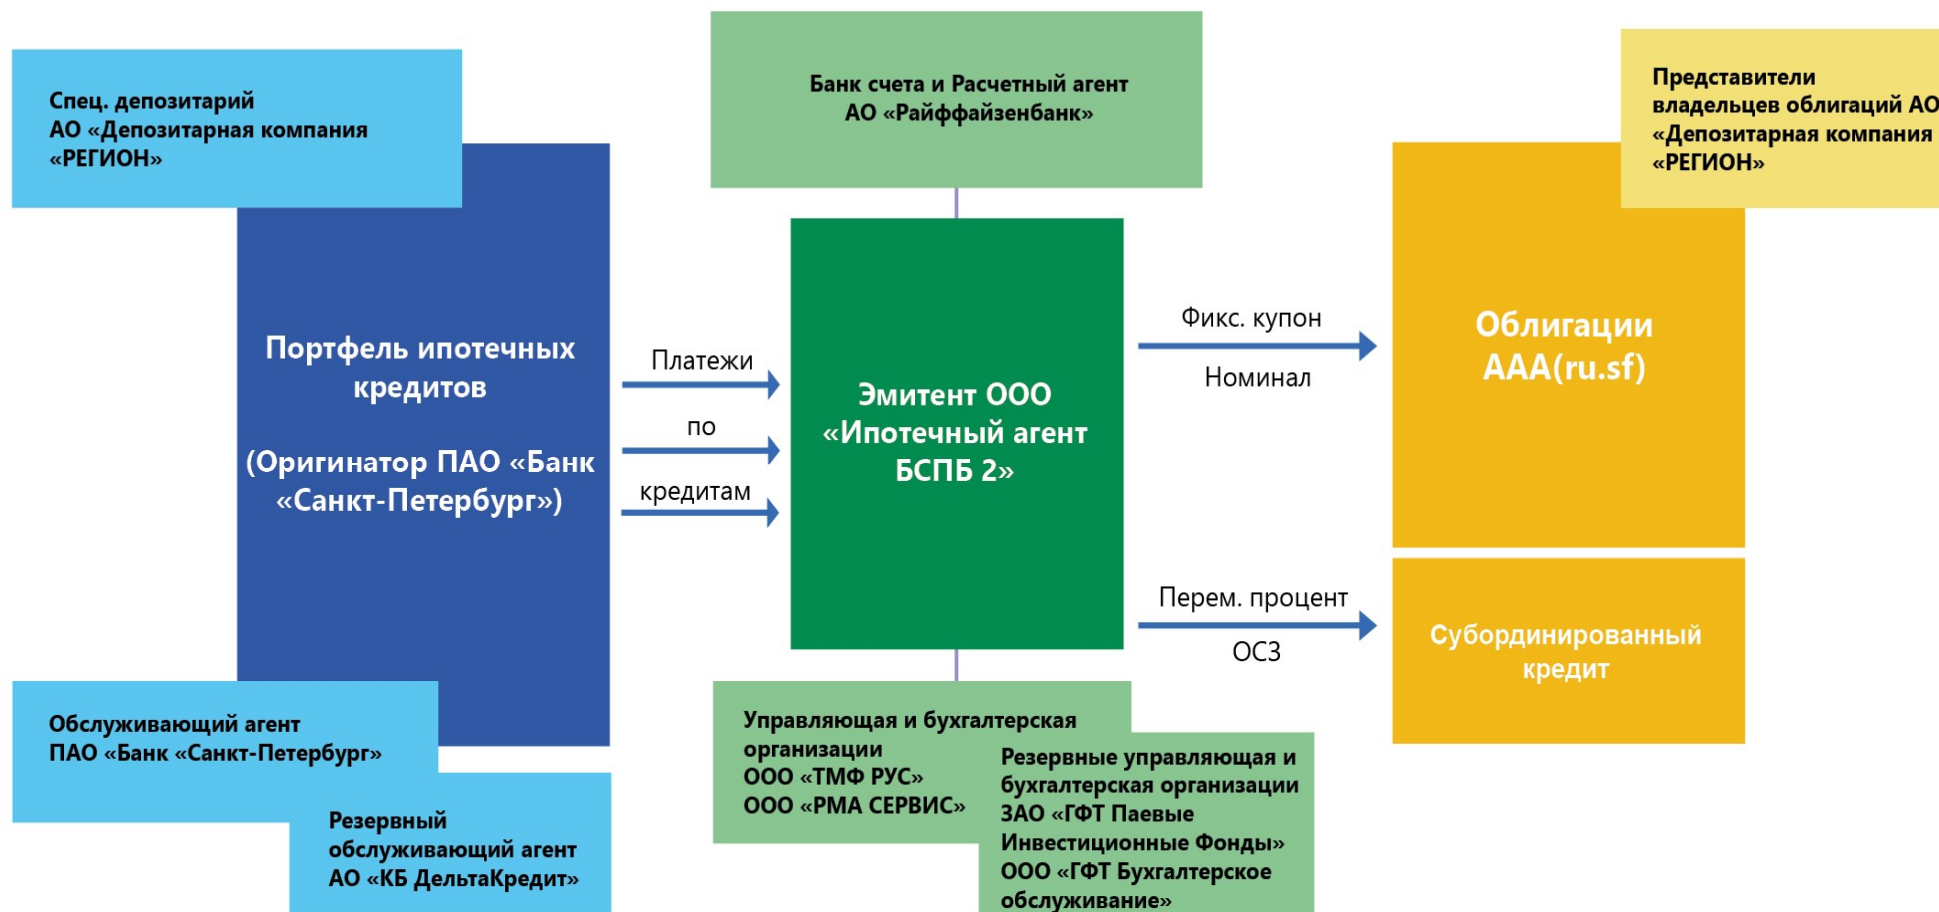 Спец. депозитарий
АО «Депозитарная компания
«РЕГИОН»
Портфель ипотечных
кредитов
(Оригинатор ПАО «Банк
«Санкт-Петербург»)
Обслуживающий агент
ПАО «Банк «Санкт-Петербург»
Резервный
обслуживающий агент
АО «КБ ДельтаКредит»
Платежи
по
кредитам
Банк счета и Расчетный агент
АО «Райффайзенбанк»
Эмитент ООО
«Ипотечный агент
БСПБ 2»
Управляющая и бухгалтерская
организации
ООО «ТМФ РУС»
ООО «РМА СЕРВИС»
Резервные управляющая и
бухгалтерская организации
ЗАО «ГФТ Паевые
Инвестиционные Фонды»
ООО «ГФТ Бухгалтерское
обслуживание»
Фикс. купон
Номинал
Перем. процент
ОСЗ
Представители
владельцев облигаций АО
«Депозитарная компания
«РЕГИОН»
Облигации
AAA(ru.sf)
Субординированный
кредит